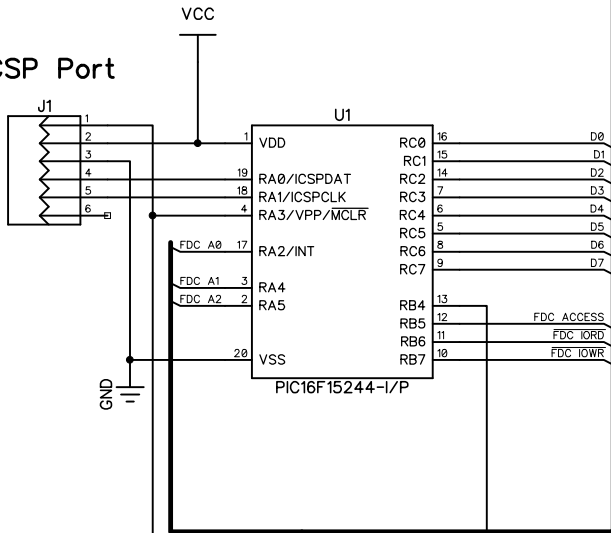 VCC
CSP Port
J1
U1
1
2
3
4
5
6
1 VDD RC0 16 D0
RC1 15 D1
19 RA0/ICSPDAT RC2 14 D2
18 RA1/ICSPCLK RC3 7 D3
4 RA3/VPP/MCLR RC4 6 D4
RC5 5 D5
FDC A0 17 RA2/INT RC6 8 D6
RC7 9 D7
FDC A1 3 RA4
FDC A2 2 RA5 RB4 13
RB5 12 FDC ACCESS
RB6 11 FDC IORD
20 VSS RB7 10 FDC IOWR
GND
PIC16F15244-I/P